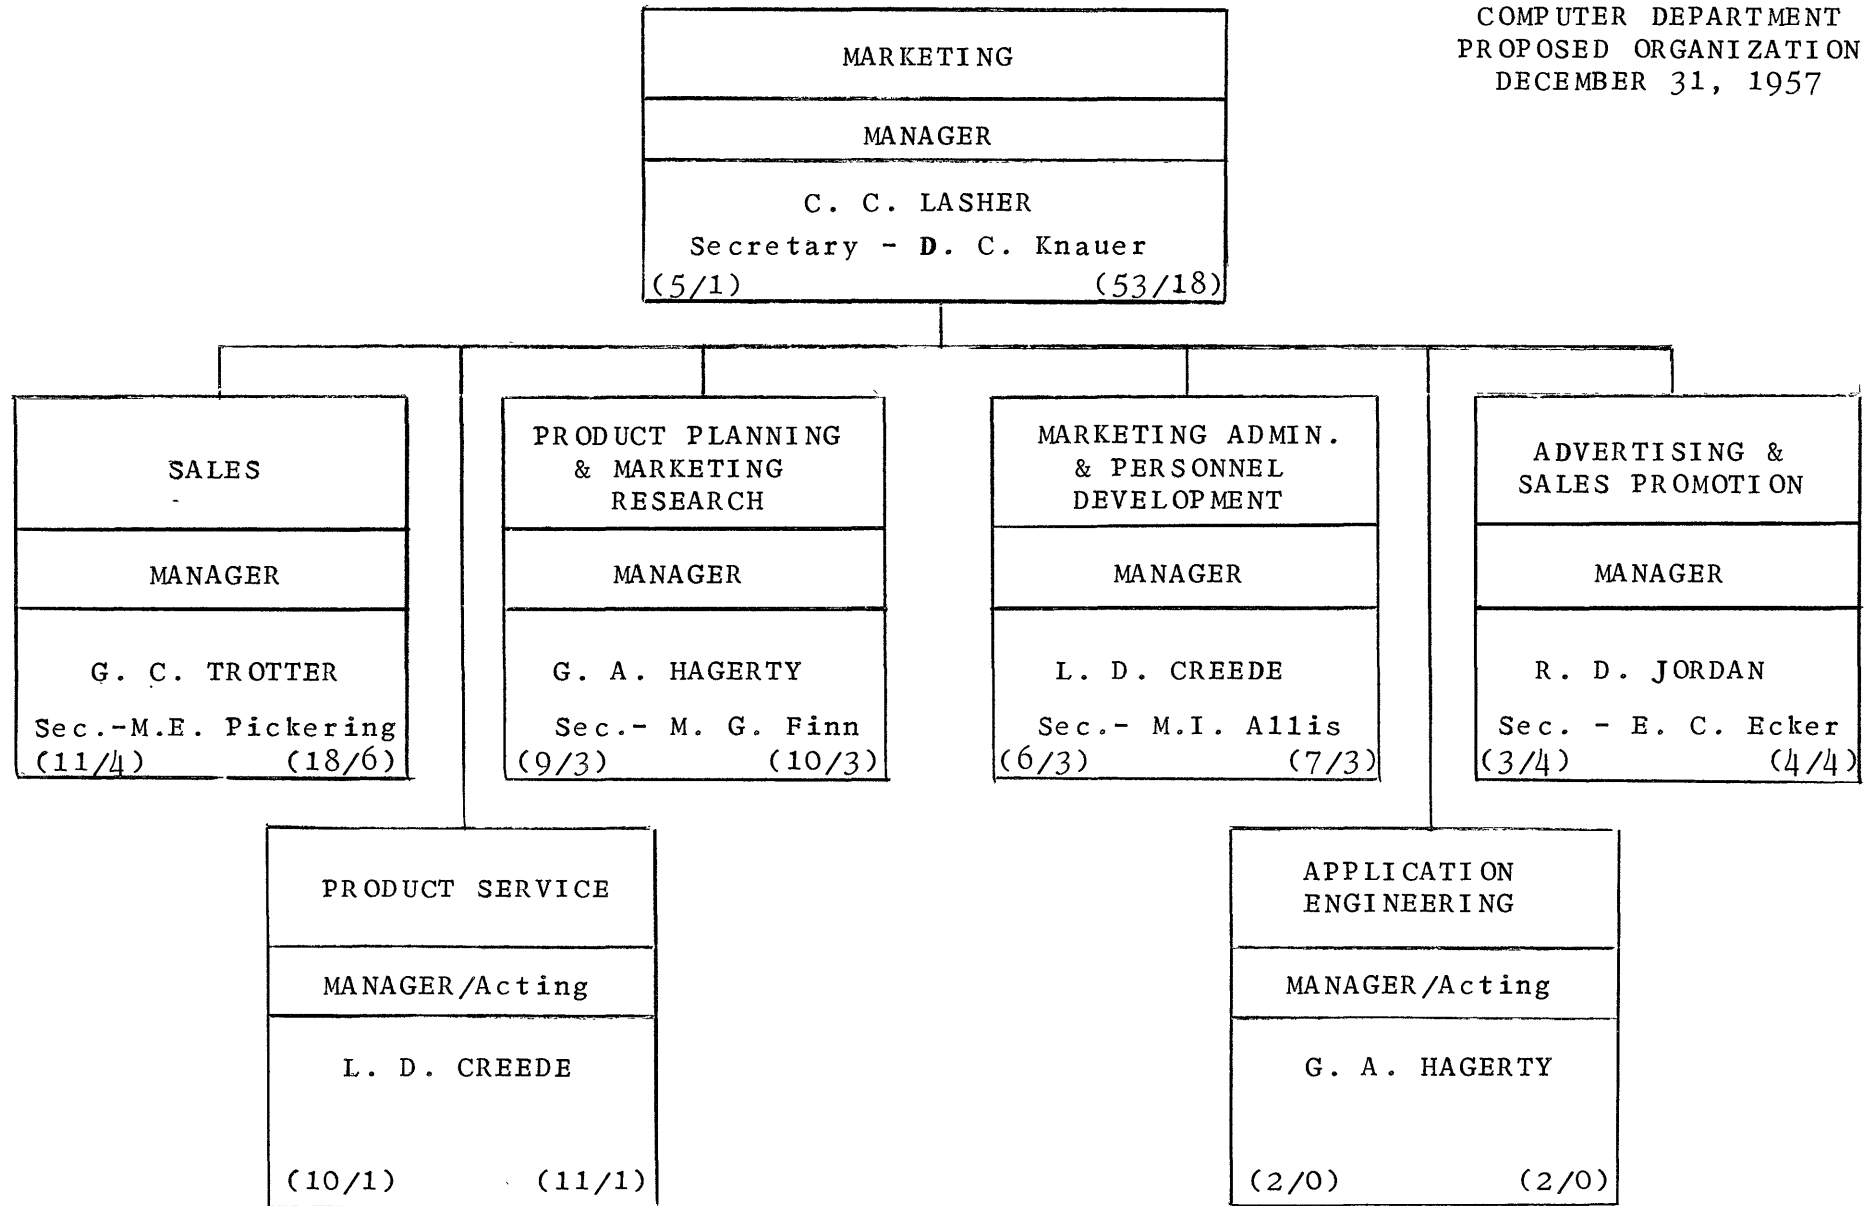 COMPUTER DEPARTMENT
PROPOSED ORGANIZATION
DECEMBER 31, 1957
MARKETING
MANAGER
C. C. LASHER
Secretary - D. C. Knauer
(5/1) (53/18)
SALES
MANAGER
G. C. TROTTER
Sec.-M.E. Pickering
(11/4) (18/6)
PRODUCT PLANNING
& MARKETING
RESEARCH
MANAGER
G. A. HAGERTY
Sec.- M. G. Finn
(9/3) (10/3)
MARKETING ADMIN.
& PERSONNEL
DEVELOPMENT
MANAGER
L. D. CREEDE
Sec.- M.I. Allis
(6/3) (7/3)
ADVERTISING &
SALES PROMOTION
MANAGER
R. D. JORDAN
Sec. - E. C. Ecker
(3/4) (4/4)
PRODUCT SERVICE
MANAGER/Acting
L. D. CREEDE
(10/1) (11/1)
APPLICATION
ENGINEERING
MANAGER/Acting
G. A. HAGERTY
(2/0) (2/0)